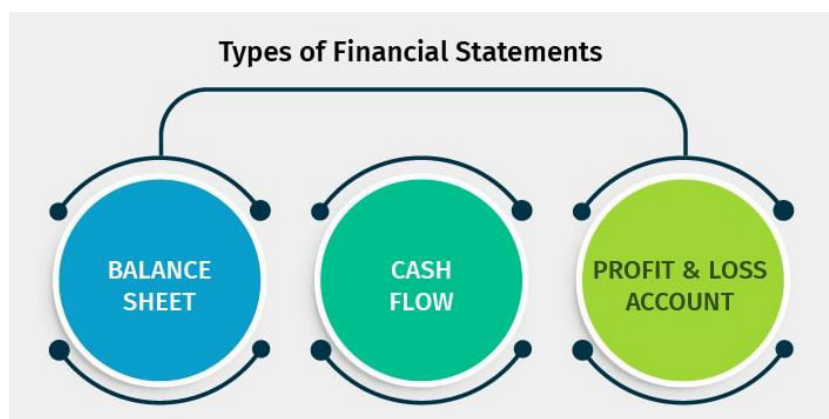 Types of Financial Statements
BALANCE
SHEET
CASH
FLOW
PROFIT & LOSS
ACCOUNT